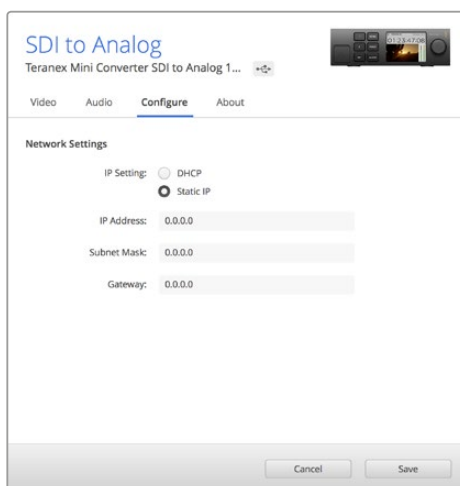 SDI to Analog
Teranex Mini Converter SDI to Analog 1...
Video Audio Configure About
Network Settings
IP Setting: DHCP
Static IP
IP Address: 0.0.0.0
Subnet Mask: 0.0.0.0
Gateway: 0.0.0.0
Cancel Save